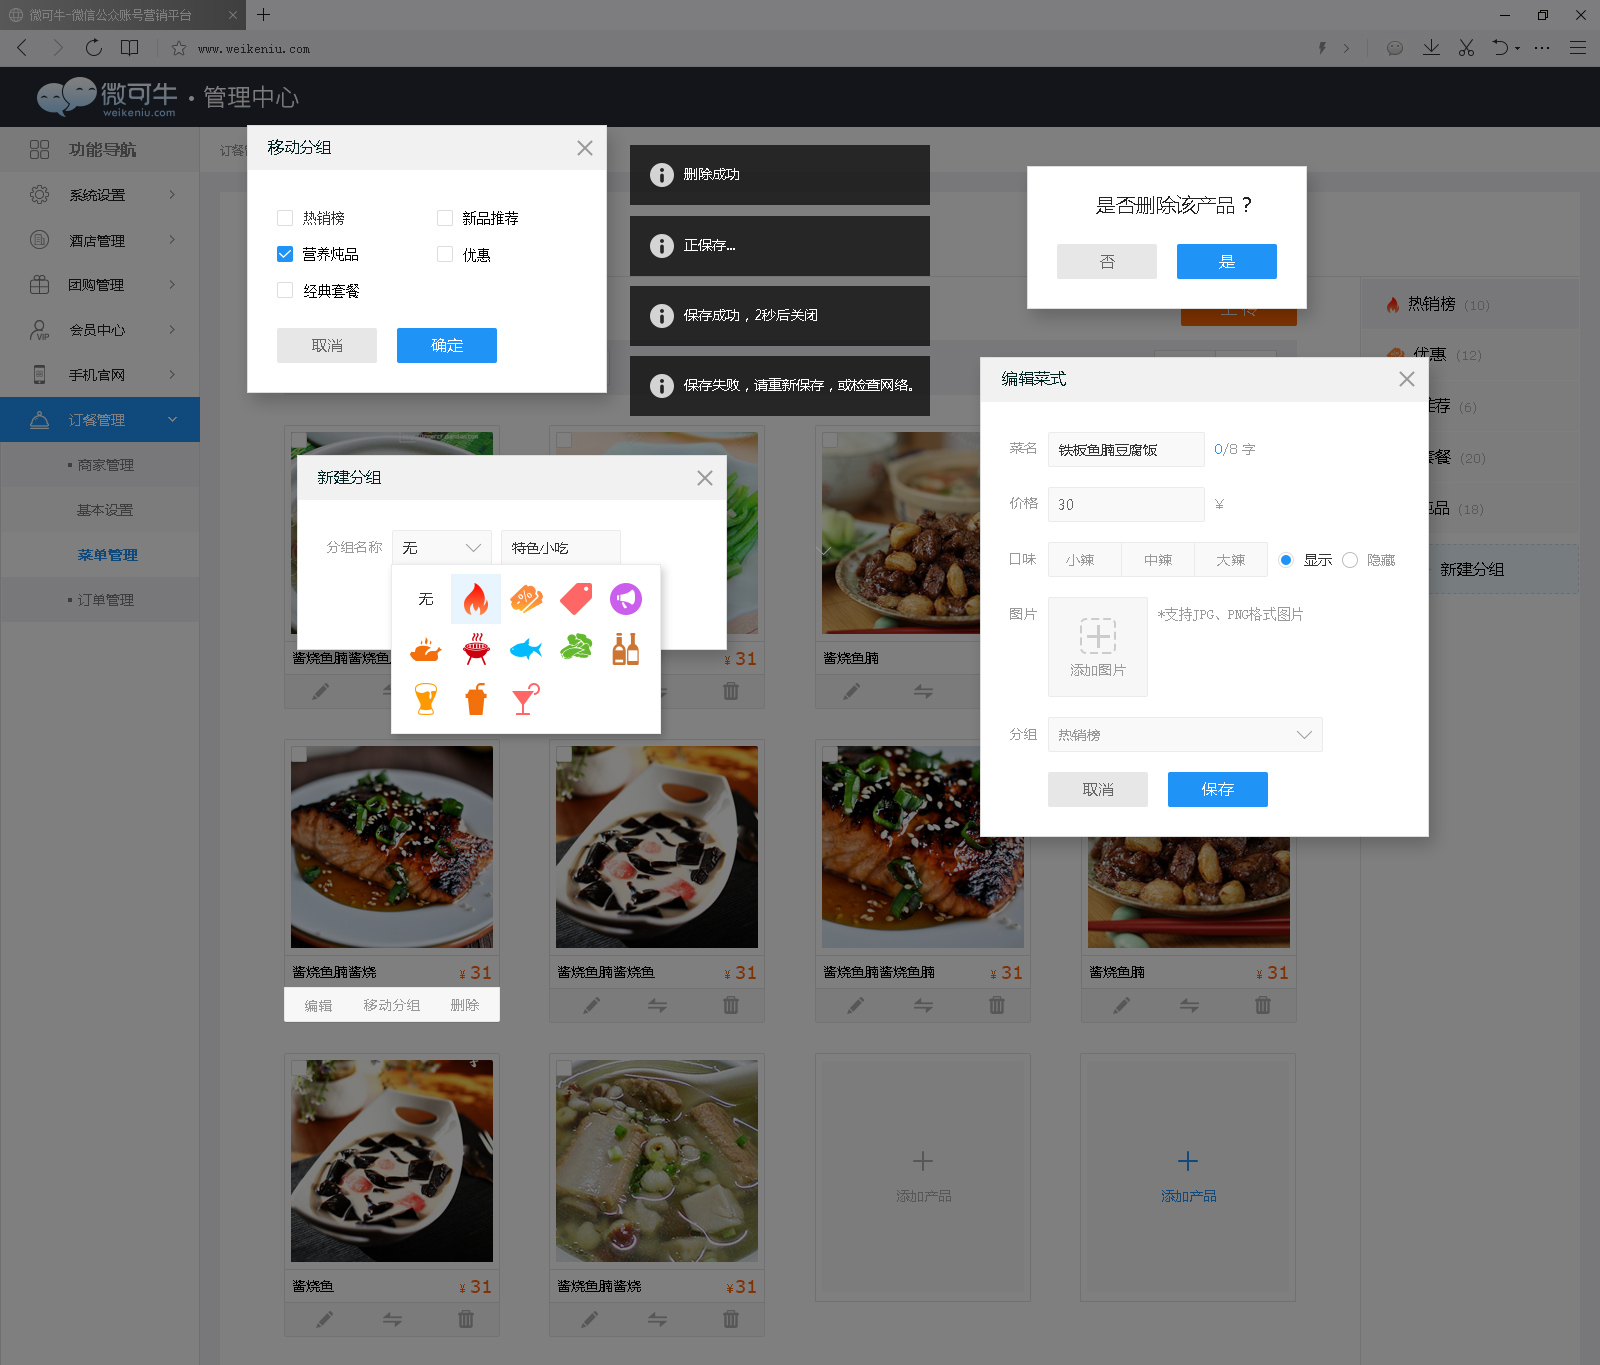 微可牛-微信公众账号营销平台
www.weikeniu.com
微可牛
weikeniu.com
·管理中心
功能导航
系统设置
酒店管理
团购管理
会员中心
手机官网
订餐管理
商家管理
基本设置
菜单管理
订单管理
订餐
移动分组
热销榜
新品推荐
营养炖品
优惠
经典套餐
取消
确定
删除成功
正保存...
保存成功，2秒后关闭
保存失败，请重新保存，或检查网络。
是否删除该产品？
否
是
热销榜 (10)
优惠 (12)
推荐 (6)
套餐 (20)
炖品 (18)
新建分组
编辑菜式
菜名
铁板鱼腩豆腐饭
0/8 字
价格
30
¥
口味
小辣
中辣
大辣
显示
隐藏
图片
*支持JPG、PNG格式图片
添加图片
分组
热销榜
取消
保存
新建分组
分组名称
无
特色小吃
无
酱烧鱼腩酱烧鱼
¥ 31
酱烧鱼腩
酱烧鱼腩酱烧
¥ 31
酱烧鱼腩酱烧鱼
¥ 31
酱烧鱼腩酱烧鱼腩
¥ 31
酱烧鱼腩
¥ 31
编辑
移动分组
删除
酱烧鱼
¥ 31
酱烧鱼腩酱烧
¥31
添加产品
添加产品